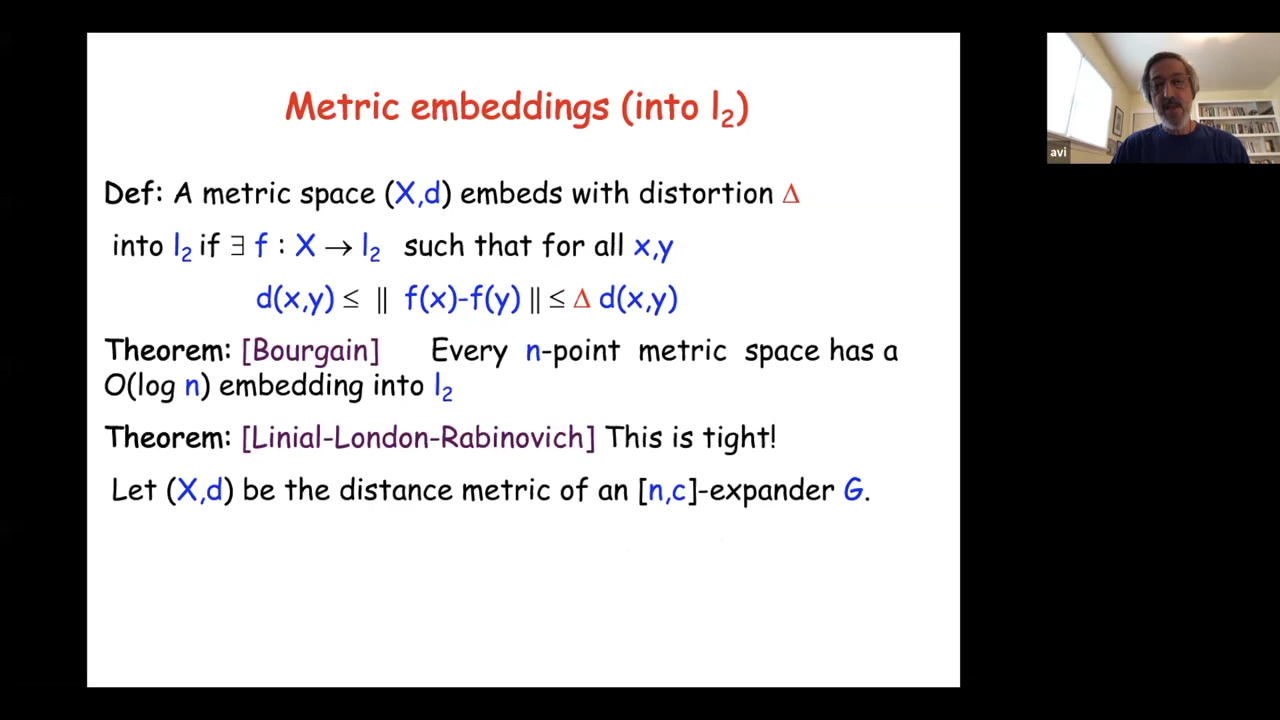 Metric embeddings (into l₂)
Def: A metric space (X,d) embeds with distortion Δ
into l₂ if ∃ f : X → l₂ such that for all x,y
d(x,y) ≤ || f(x)-f(y) || ≤ Δ d(x,y)
Theorem: [Bourgain] Every n-point metric space has a
O(log n) embedding into l₂
Theorem: [Linial-London-Rabinovich] This is tight!
Let (X,d) be the distance metric of an [n,c]-expander G.
avi